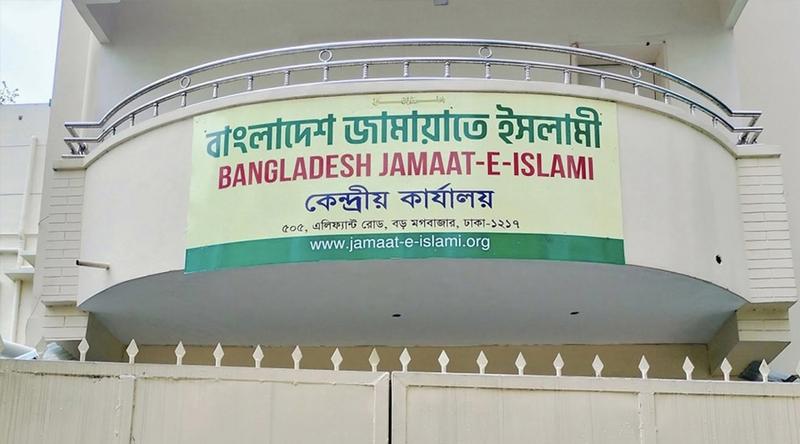 বাংলাদেশ জামায়াতে ইসলামী
BANGLADESH JAMAAT-E-ISLAMI
কেন্দ্রীয় কার্যালয়
৫০৫, এলিফ্যান্ট রোড, বড় মগবাজার, ঢাকা-১২১৭
www.jamaat-e-islami.org